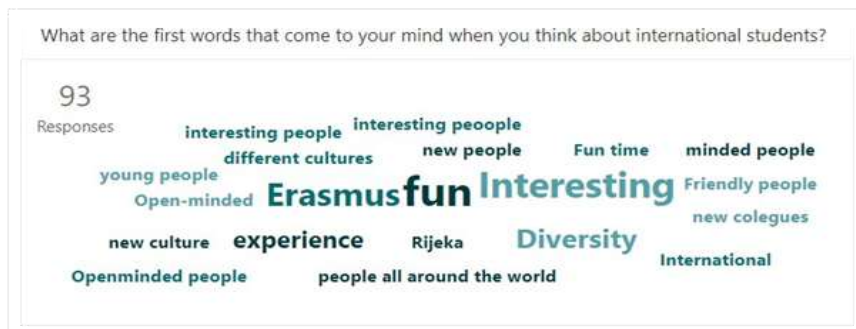 What are the first words that come to your mind when you think about international students?
93
Responses
interesting people interesting peoople
different cultures new people Fun time minded people
young people
Open-minded Erasmus fun Interesting Friendly people
new colegues
new culture experience Rijeka Diversity
International
Openminded people people all around the world